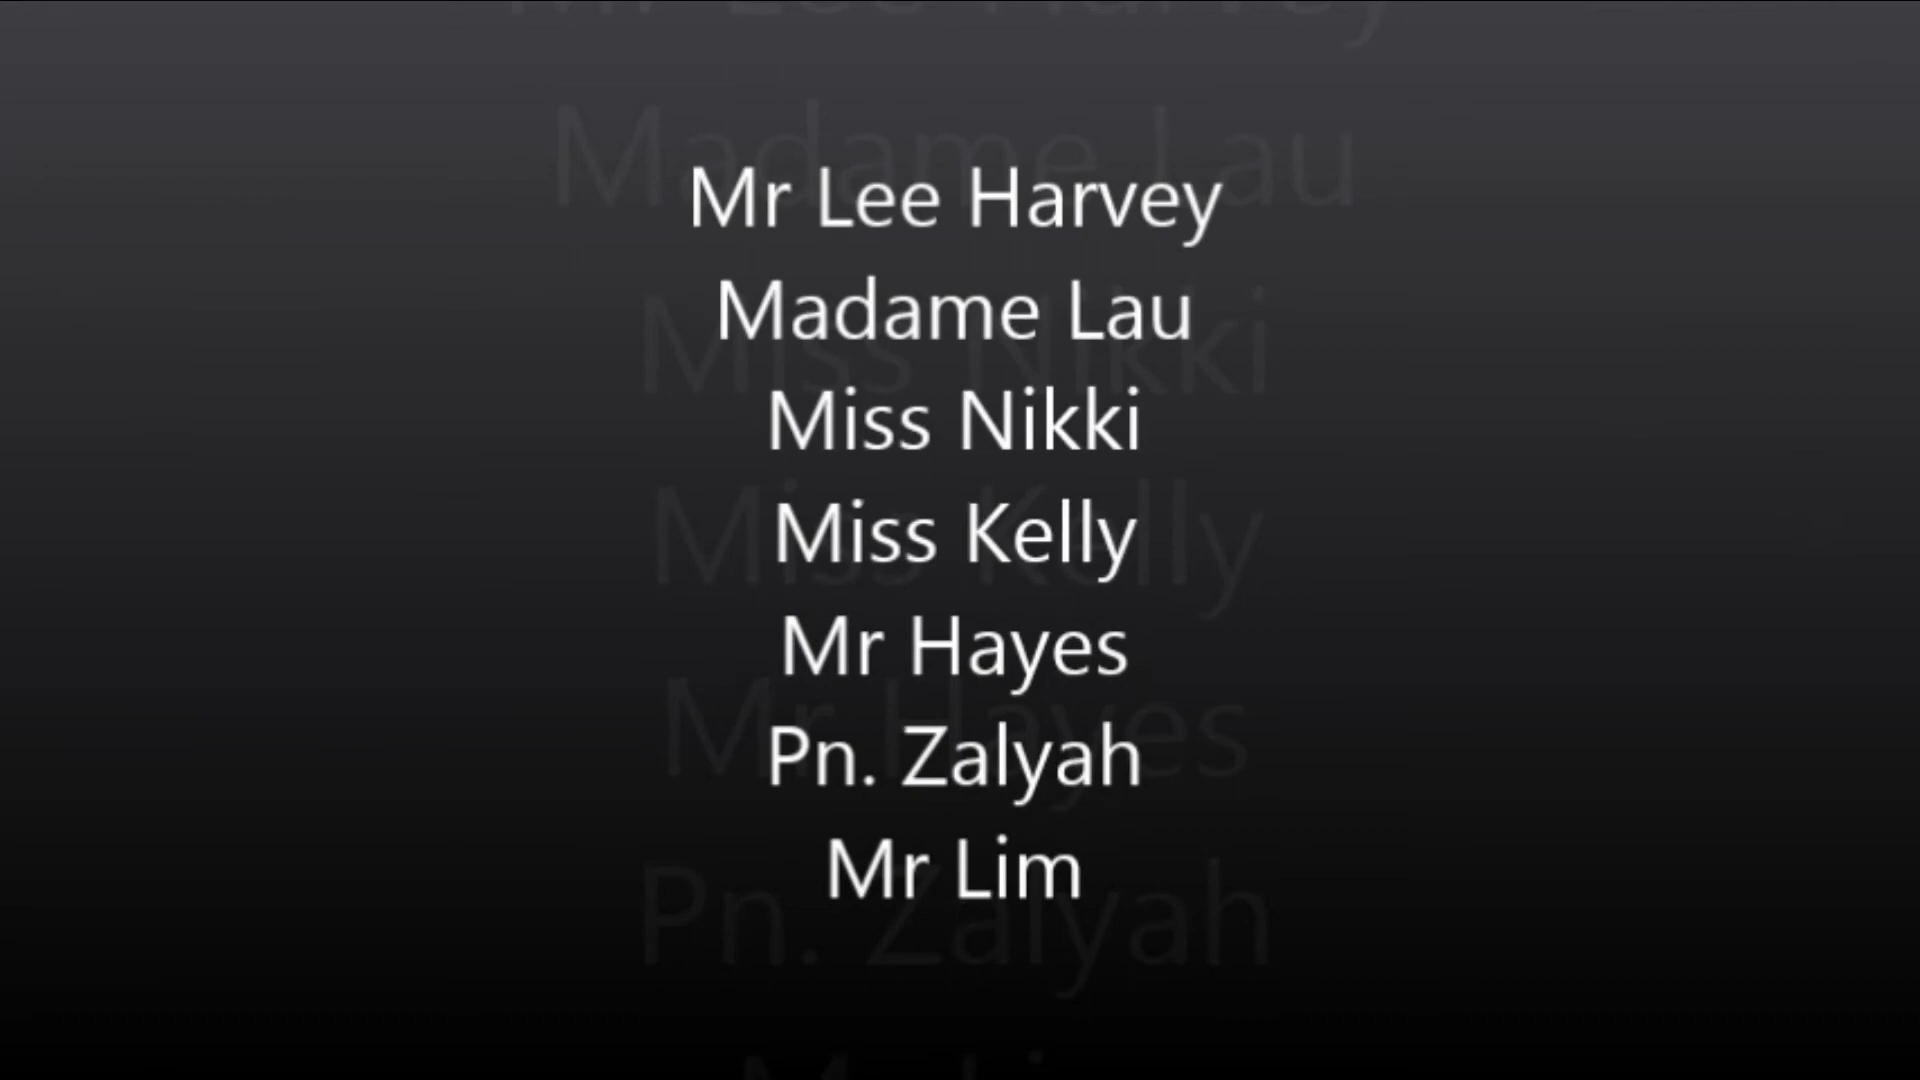 Mr Lee Harvey
Madame Lau
Miss Nikki
Miss Kelly
Mr Hayes
Pn. Zalyah
Mr Lim